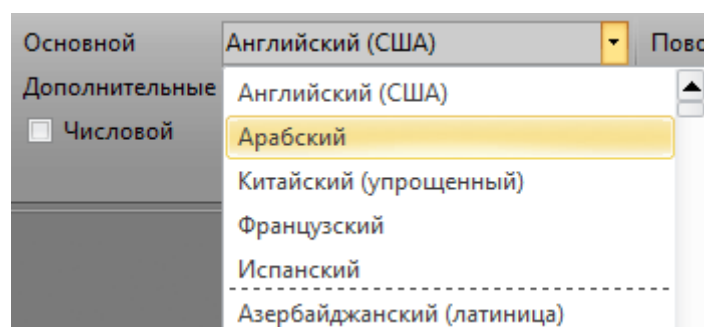 Основной Английский (США)
Дополнительные Английский (США)
Числовой Арабский
Китайский (упрощенный)
Французский
Испанский
Азербайджанский (латиница)